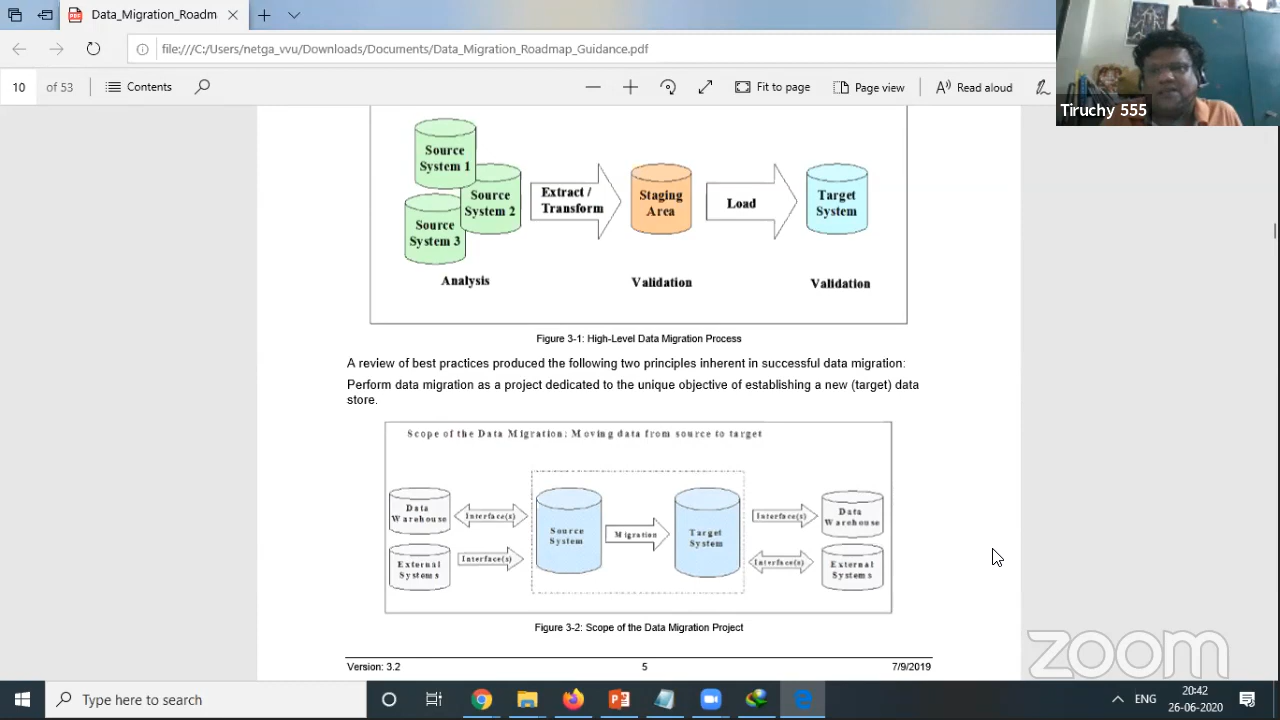 Data_Migration_Roadm
file:///C:/Users/netga_vvu/Downloads/Documents/Data_Migration_Roadmap_Guidance.pdf
10 of 53
Contents
Fit to page
Page view
Read aloud
Tiruchy 555
Source
System 1
Source
System 2
Source
System 3
Extract /
Transform
Staging
Area
Load
Target
System
Analysis
Validation
Validation
Figure 3-1: High-Level Data Migration Process
A review of best practices produced the following two principles inherent in successful data migration:
Perform data migration as a project dedicated to the unique objective of establishing a new (target) data
store.
Scope of the Data Migration: Moving data from source to target
Data
Warehouse
Interface(s)
External
Systems
Interface(s)
Source
System
Migration
Target
System
Interface(s)
Data
Warehouse
Interface(s)
External
Systems
Figure 3-2: Scope of the Data Migration Project
Version: 3.2
5
7/9/2019
zoom
Type here to search
ENG
20:42
26-06-2020